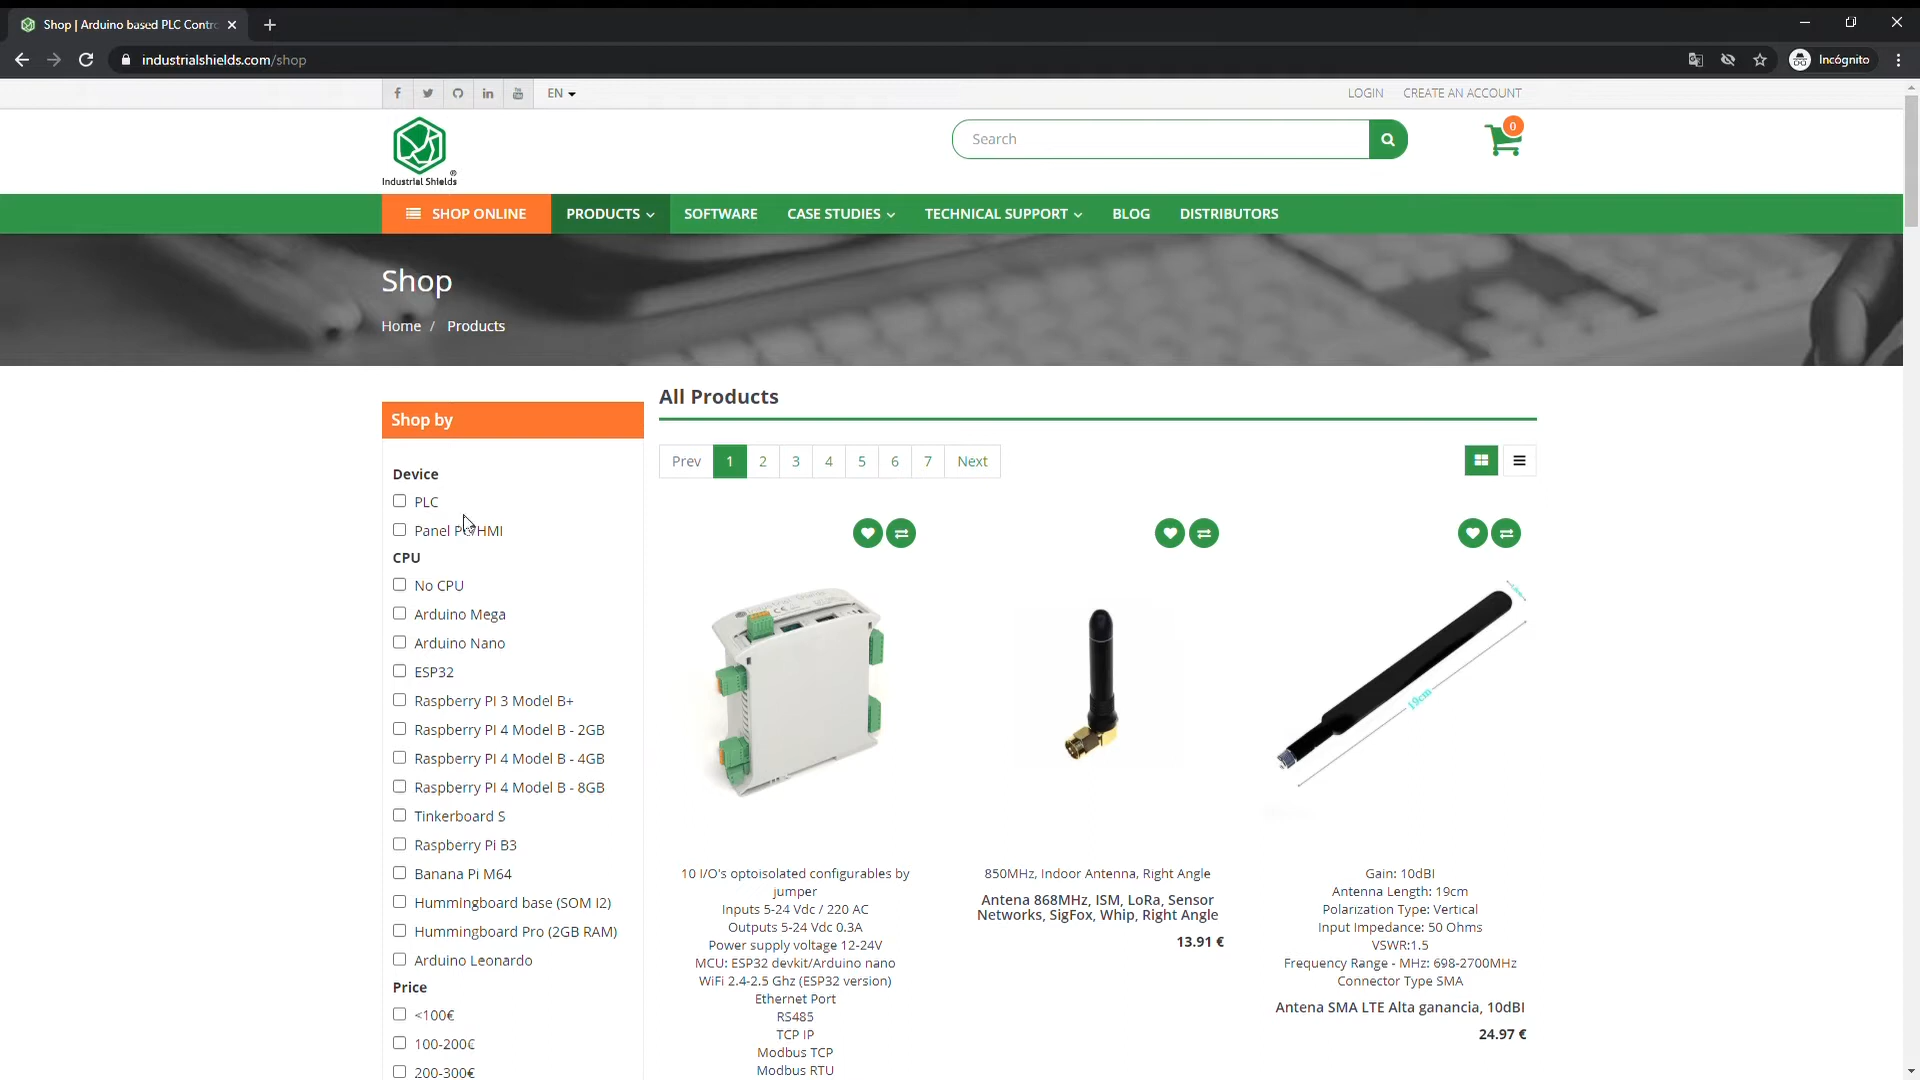 Shop | Arduino based PLC Contro
industrialshields.com/shop
Incógnito
EN
LOGIN
CREATE AN ACCOUNT
Industrial Shields®
Search
0
SHOP ONLINE
PRODUCTS
SOFTWARE
CASE STUDIES
TECHNICAL SUPPORT
BLOG
DISTRIBUTORS
Shop
Home / Products
Shop by
Device
PLC
Panel PC/HMI
CPU
No CPU
Arduino Mega
Arduino Nano
ESP32
Raspberry PI 3 Model B+
Raspberry PI 4 Model B - 2GB
Raspberry PI 4 Model B - 4GB
Raspberry PI 4 Model B - 8GB
Tinkerboard S
Raspberry Pi B3
Banana Pi M64
Hummingboard base (SOM I2)
Hummingboard Pro (2GB RAM)
Arduino Leonardo
Price
<100€
100-200€
200-300€
All Products
Prev 1 2 3 4 5 6 7 Next
10 I/O's optoisolated configurables by
jumper
Inputs 5-24 Vdc / 220 AC
Outputs 5-24 Vdc 0.3A
Power supply voltage 12-24V
MCU: ESP32 devkit/Arduino nano
WiFi 2.4-2.5 Ghz (ESP32 version)
Ethernet Port
RS485
TCP IP
Modbus TCP
Modbus RTU
850MHz, Indoor Antenna, Right Angle
Antena 868MHz, ISM, LoRa, Sensor
Networks, SigFox, Whip, Right Angle
13.91 €
19cm
Gain: 10dBI
Antenna Length: 19cm
Polarization Type: Vertical
Input Impedance: 50 Ohms
VSWR:1.5
Frequency Range - MHz: 698-2700MHz
Connector Type SMA
Antena SMA LTE Alta ganancia, 10dBI
24.97 €